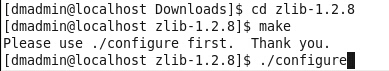 [dmadmin@localhost Downloads]$ cd zlib-1.2.8
[dmadmin@localhost zlib-1.2.8]$ make
Please use ./configure first.  Thank you.
[dmadmin@localhost zlib-1.2.8]$ ./configure